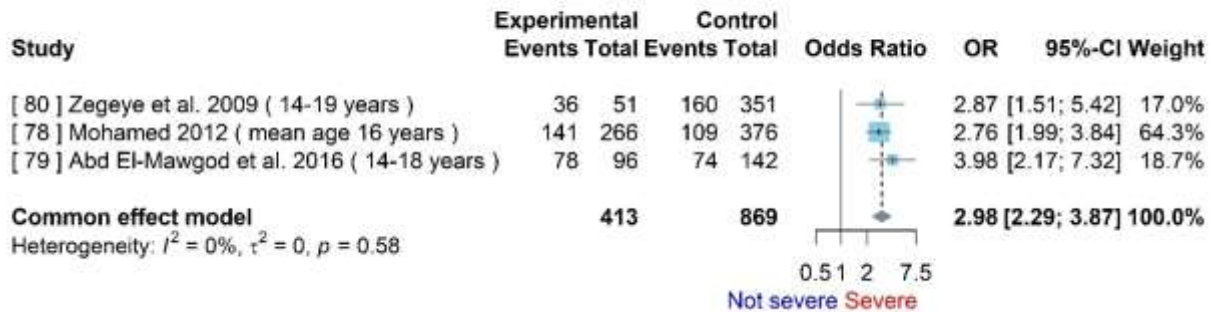 Experimental Control
Study Events Total Events Total Odds Ratio OR 95%-CI Weight
[ 80 ] Zegeye et al. 2009 ( 14-19 years ) 36 51 160 351 2.87 [1.51; 5.42] 17.0%
[ 78 ] Mohamed 2012 ( mean age 16 years ) 141 266 109 376 2.76 [1.99; 3.84] 64.3%
[ 79 ] Abd El-Mawgod et al. 2016 ( 14-18 years ) 78 96 74 142 3.98 [2.17; 7.32] 18.7%
Common effect model 413 869 2.98 [2.29; 3.87] 100.0%
Heterogeneity: I² = 0%, τ² = 0, p = 0.58
0.5 1 2 7.5
Not severe Severe